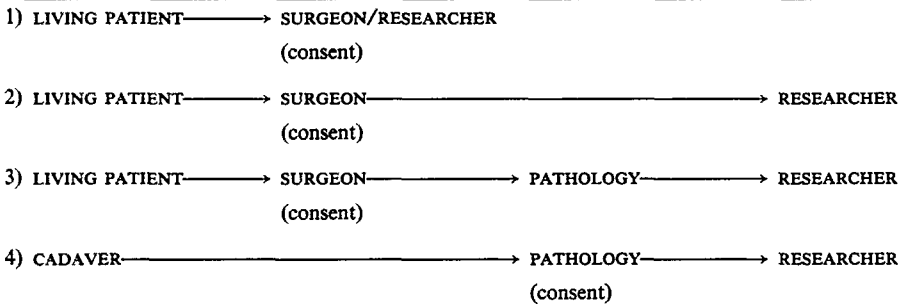 1) LIVING PATIENT → SURGEON/RESEARCHER
(consent)
2) LIVING PATIENT → SURGEON → RESEARCHER
(consent)
3) LIVING PATIENT → SURGEON → PATHOLOGY → RESEARCHER
(consent)
4) CADAVER → PATHOLOGY → RESEARCHER
(consent)